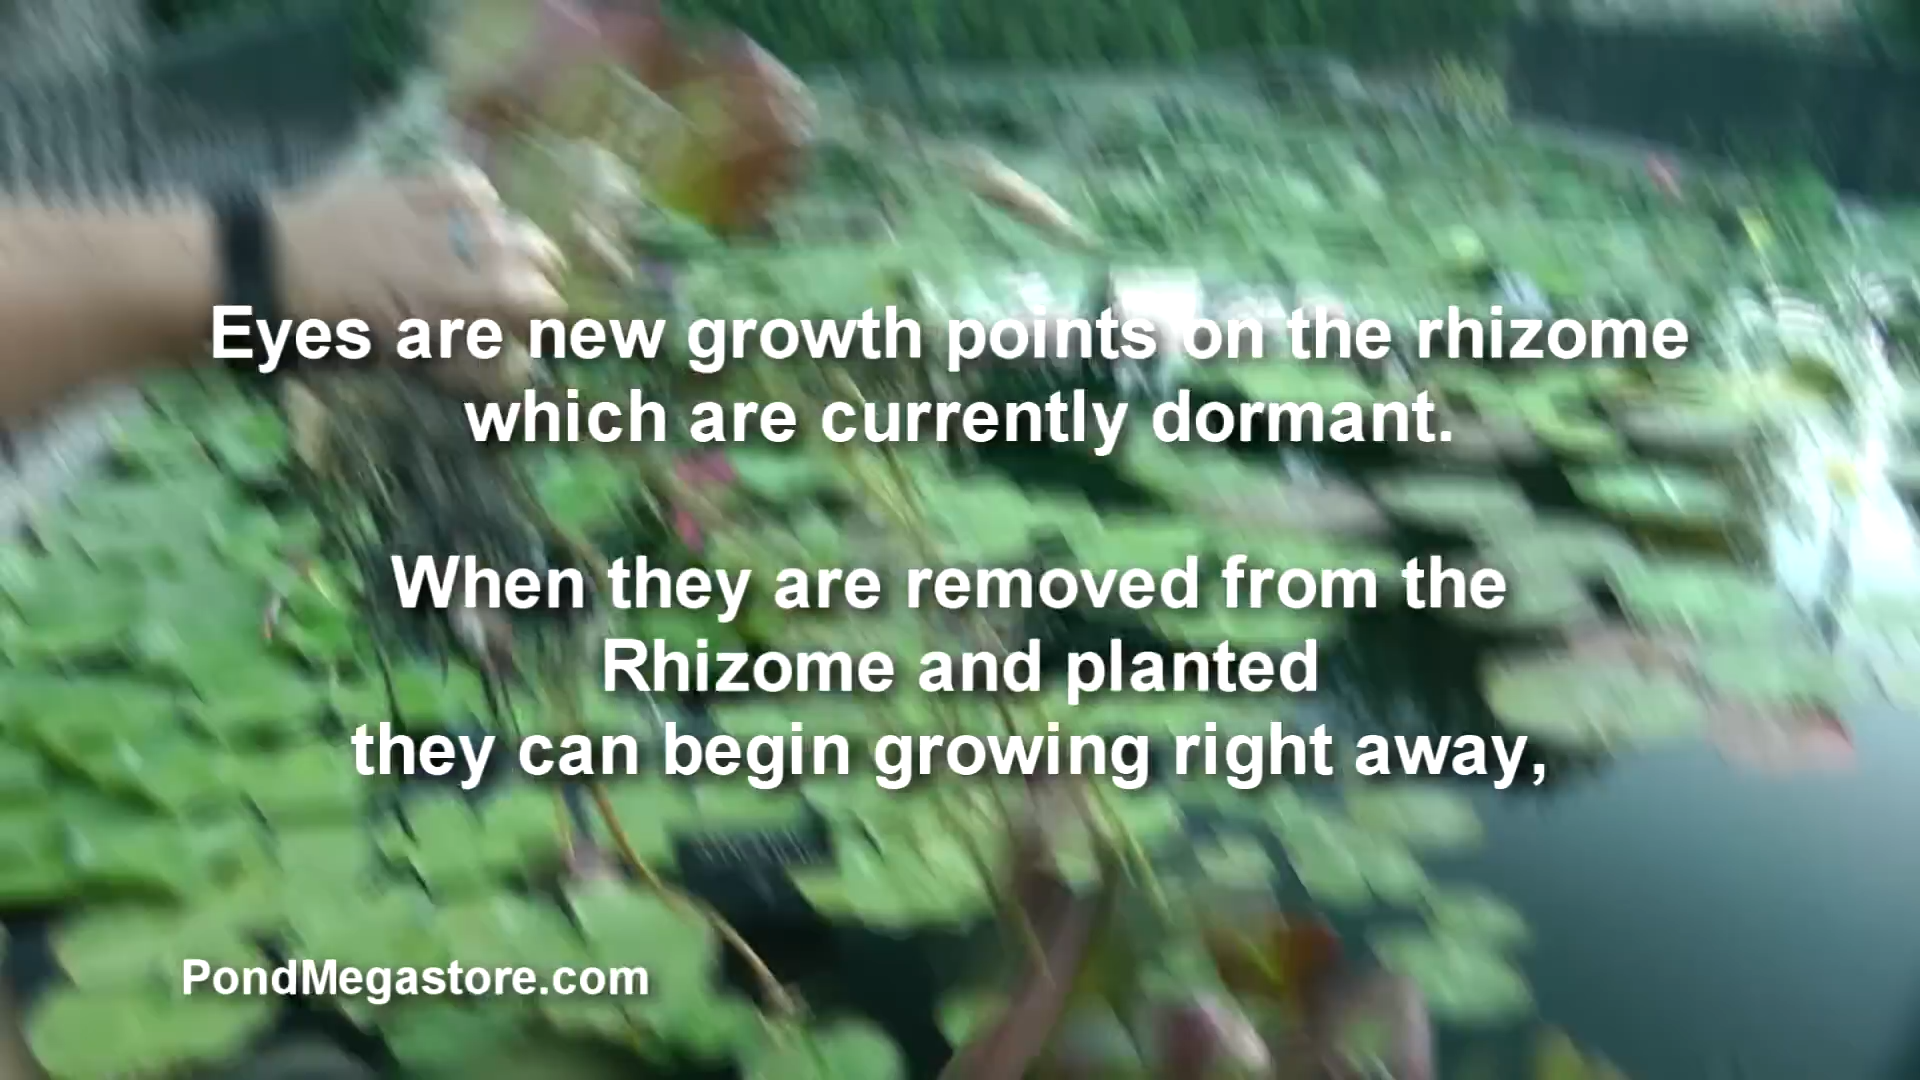 Eyes are new growth points on the rhizome
which are currently dormant.
When they are removed from the
Rhizome and planted
they can begin growing right away,
PondMegastore.com